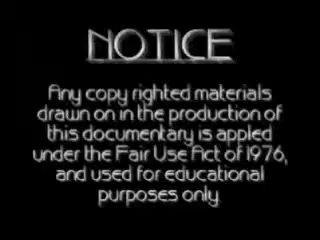 NOTICE
Any copy righted materials
drawn on in the production of
this documentary is appled
under the Fair Use Act of 1976,
and used for educational
purposes only